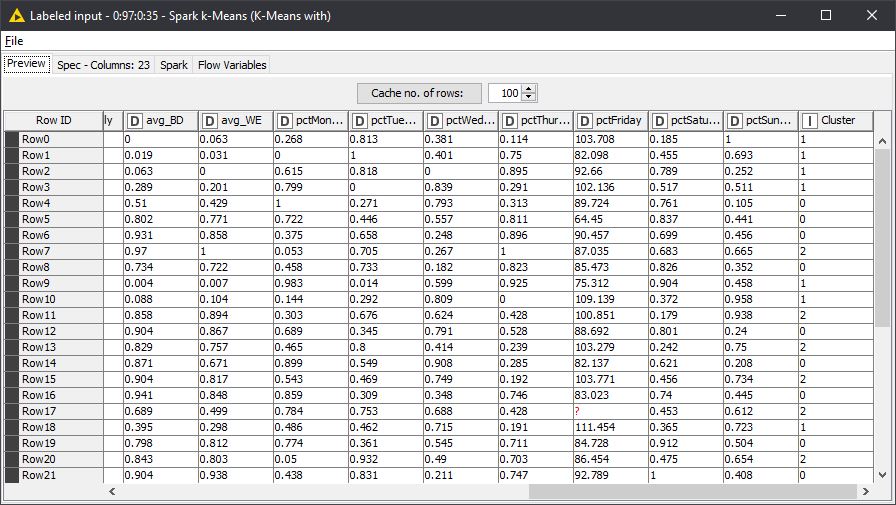 Labeled input - 0:97:0:35 - Spark k-Means (K-Means with)
File
Preview Spec - Columns: 23 Spark Flow Variables
Cache no. of rows: 100
Row ID ly D avg_BD D avg_WE D pctMon... D pctTue... D pctWed... D pctThur... D pctFriday D pctSatu... D pctSun... I Cluster
Row0 0 0.063 0.268 0.813 0.381 0.114 103.708 0.185 1 1
Row1 0.019 0.031 0 1 0.401 0.75 82.098 0.455 0.693 1
Row2 0.063 0 0.615 0.818 0 0.895 92.66 0.789 0.252 1
Row3 0.289 0.201 0.799 0 0.839 0.291 102.136 0.517 0.511 1
Row4 0.51 0.429 1 0.271 0.793 0.313 89.724 0.761 0.105 0
Row5 0.802 0.771 0.722 0.446 0.557 0.811 64.45 0.837 0.441 0
Row6 0.931 0.858 0.375 0.658 0.248 0.896 90.457 0.699 0.456 0
Row7 0.97 1 0.053 0.705 0.267 1 87.035 0.683 0.665 2
Row8 0.734 0.722 0.458 0.733 0.182 0.823 85.473 0.826 0.352 0
Row9 0.004 0.007 0.983 0.014 0.599 0.925 75.312 0.904 0.458 1
Row10 0.088 0.104 0.144 0.292 0.809 0 109.139 0.372 0.958 1
Row11 0.858 0.894 0.303 0.676 0.624 0.428 100.851 0.179 0.938 2
Row12 0.904 0.867 0.689 0.345 0.791 0.528 88.692 0.801 0.24 0
Row13 0.829 0.757 0.465 0.8 0.414 0.239 103.279 0.242 0.75 2
Row14 0.871 0.671 0.899 0.549 0.908 0.285 82.137 0.621 0.208 0
Row15 0.904 0.817 0.543 0.469 0.749 0.192 103.771 0.456 0.734 2
Row16 0.941 0.848 0.859 0.309 0.348 0.746 83.023 0.74 0.445 0
Row17 0.689 0.499 0.784 0.753 0.688 0.428 ? 0.453 0.612 2
Row18 0.395 0.298 0.486 0.462 0.715 0.191 111.454 0.365 0.723 1
Row19 0.798 0.812 0.774 0.361 0.545 0.711 84.728 0.912 0.504 0
Row20 0.843 0.803 0.05 0.932 0.49 0.703 86.454 0.475 0.654 2
Row21 0.904 0.938 0.438 0.831 0.211 0.747 92.789 1 0.408 0